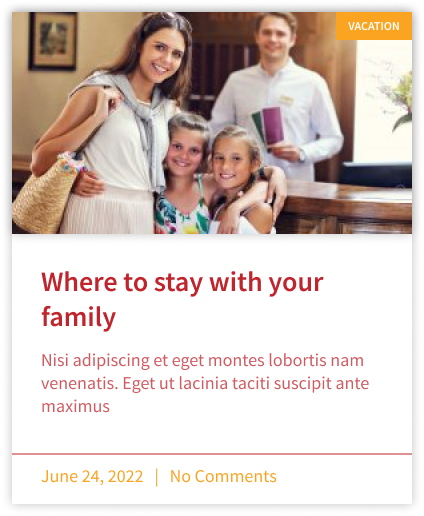 VACATION
Where to stay with your
family
Nisi adipiscing et eget montes lobortis nam
venenatis. Eget ut lacinia taciti suscipit ante
maximus
June 24, 2022 | No Comments